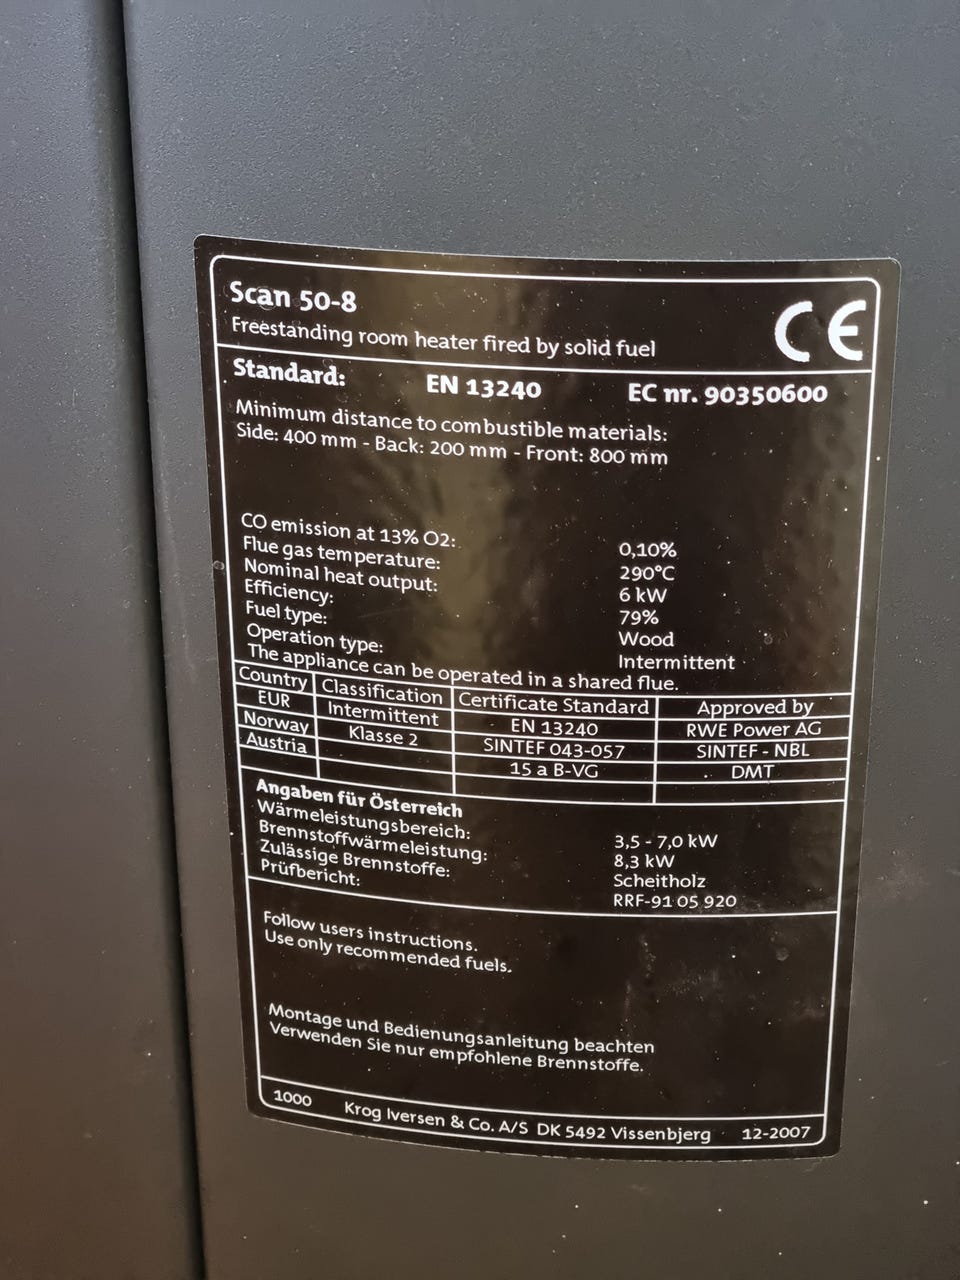 Scan 50-8
Freestanding room heater fired by solid fuel
CE
Standard: EN 13240 EC nr. 90350600
Minimum distance to combustible materials:
Side: 400 mm - Back: 200 mm - Front: 800 mm
CO emission at 13% O2: 0,10%
Flue gas temperature: 290°C
Nominal heat output: 6 kW
Efficiency: 79%
Fuel type: Wood
Operation type: Intermittent
The appliance can be operated in a shared flue.
Country Classification Certificate Standard Approved by
EUR Intermittent EN 13240 RWE Power AG
Norway Klasse 2 SINTEF 043-057 SINTEF - NBL
Austria 15 a B-VG DMT
Angaben für Österreich
Wärmeleistungsbereich: 3,5 - 7,0 kW
Brennstoffwärmeleistung: 8,3 kW
Zulässige Brennstoffe: Scheitholz
Prüfbericht: RRF-91 05 920
Follow users instructions.
Use only recommended fuels.
Montage und Bedienungsanleitung beachten
Verwenden Sie nur empfohlene Brennstoffe.
1000 Krog Iversen & Co. A/S DK 5492 Vissenbjerg 12-2007